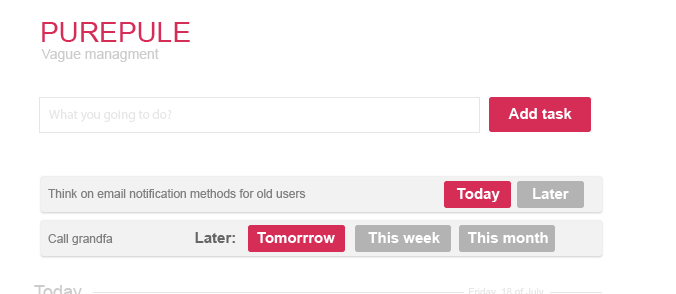 PUREPULE
Vague managment
What you going to do? Add task
Think on email notification methods for old users Today Later
Call grandfa Later: Tomorrrow This week This month
Today Friday, 18 of July